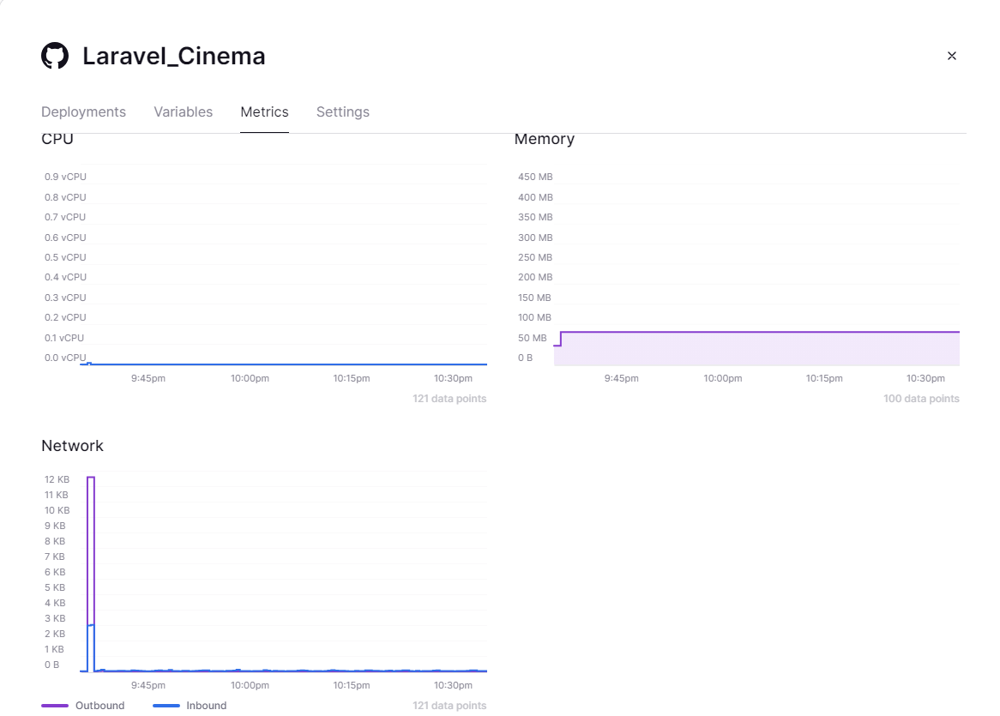 Laravel_Cinema
Deployments Variables Metrics Settings
CPU
0.9 vCPU
0.8 vCPU
0.7 vCPU
0.6 vCPU
0.5 vCPU
0.4 vCPU
0.3 vCPU
0.2 vCPU
0.1 vCPU
0.0 vCPU
9:45pm 10:00pm 10:15pm 10:30pm
121 data points
Memory
450 MB
400 MB
350 MB
300 MB
250 MB
200 MB
150 MB
100 MB
50 MB
0 B
9:45pm 10:00pm 10:15pm 10:30pm
100 data points
Network
12 KB
11 KB
10 KB
9 KB
8 KB
7 KB
6 KB
5 KB
4 KB
3 KB
2 KB
1 KB
0 B
9:45pm 10:00pm 10:15pm 10:30pm
Outbound Inbound 121 data points